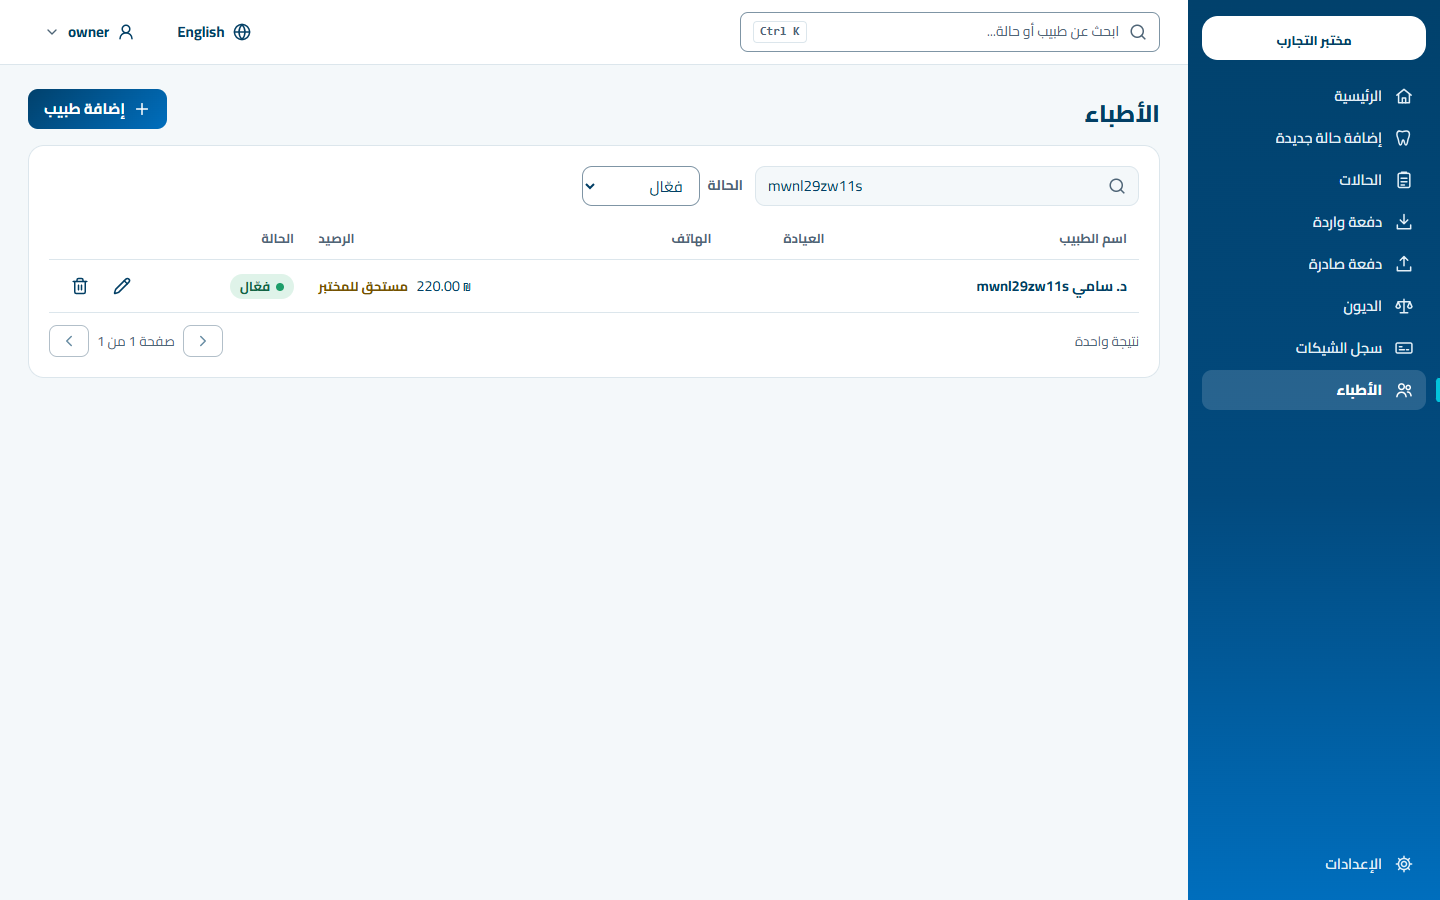 مختبر التجارب
الرئيسية
إضافة حالة جديدة
الحالات
دفعة واردة
دفعة صادرة
الديون
سجل الشيكات
الأطباء
الإعدادات
ابحث عن طبيب أو حالة...
Ctrl K
English
owner
الأطباء
إضافة طبيب
mwnl29zw11s
الحالة
فعّال
اسم الطبيب العيادة الهاتف الرصيد الحالة
د. سامي mwnl29zw11s
₪ 220.00 مستحق للمختبر
فعّال
نتيجة واحدة
صفحة 1 من 1